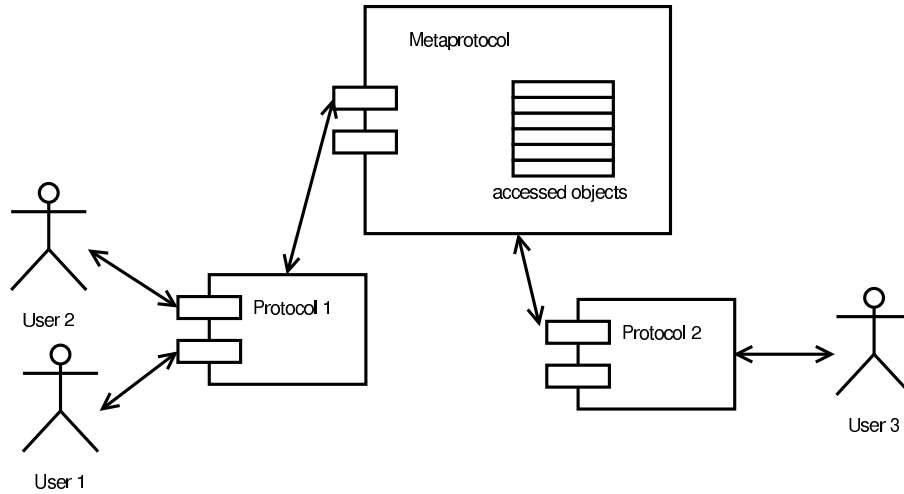 Metaprotocol
accessed objects
Protocol 1
User 2
Protocol 2
User 3
User 1